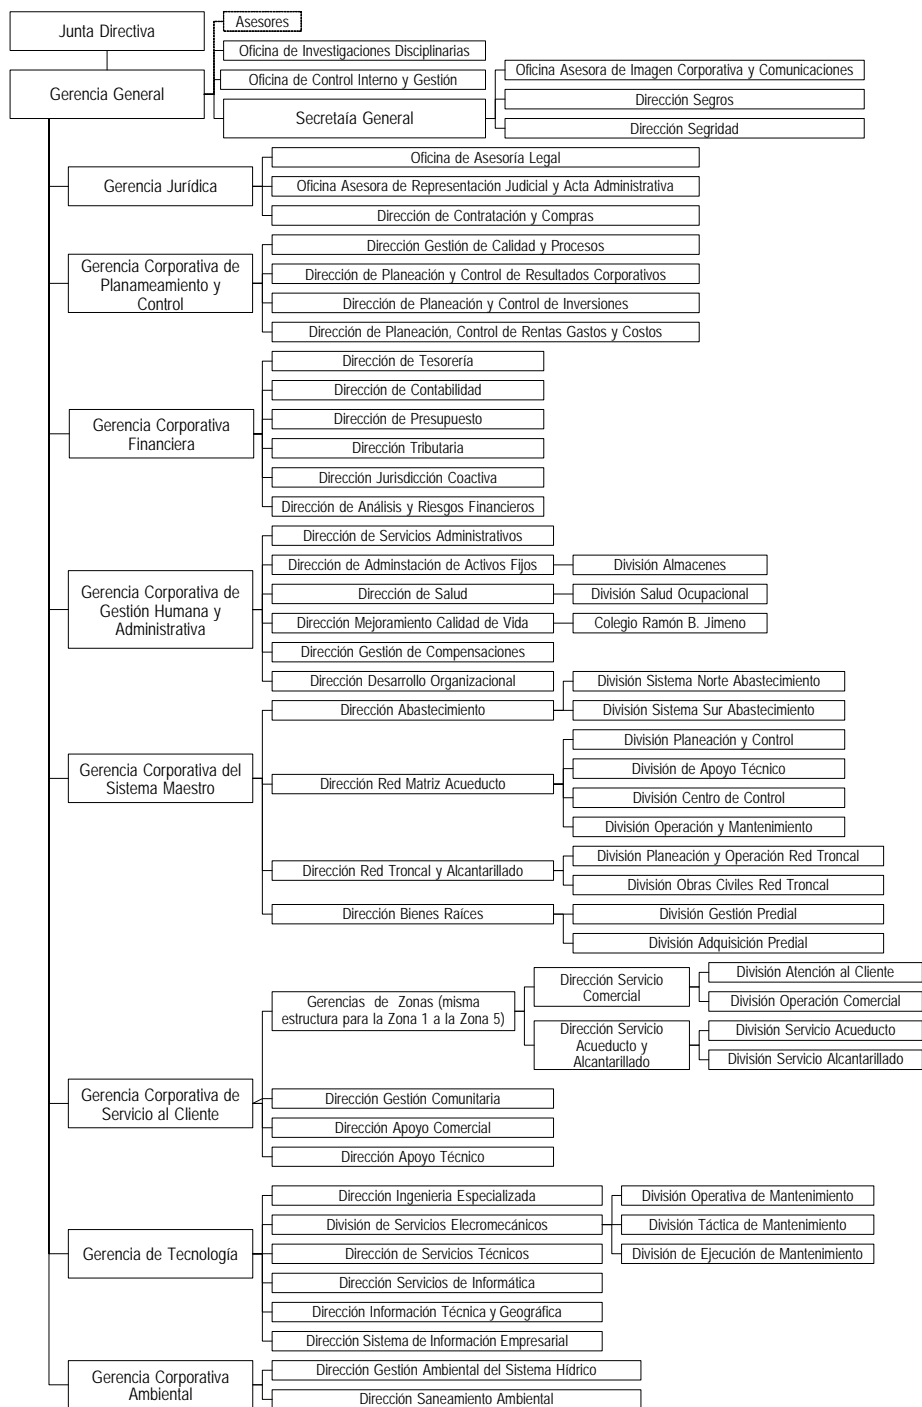 Junta Directiva
Asesores
Oficina de Investigaciones Disciplinarias
Gerencia General
Oficina de Control Interno y Gestión
Secretaía General
Oficina Asesora de Imagen Corporativa y Comunicaciones
Dirección Segros
Dirección Segridad
Gerencia Jurídica
Oficina de Asesoría Legal
Oficina Asesora de Representación Judicial y Acta Administrativa
Dirección de Contratación y Compras
Gerencia Corporativa de
Planameamiento y
Control
Dirección Gestión de Calidad y Procesos
Dirección de Planeación y Control de Resultados Corporativos
Dirección de Planeación y Control de Inversiones
Dirección de Planeación, Control de Rentas Gastos y Costos
Gerencia Corporativa
Financiera
Dirección de Tesorería
Dirección de Contabilidad
Dirección de Presupuesto
Dirección Tributaria
Dirección Jurisdicción Coactiva
Dirección de Análisis y Riesgos Financieros
Gerencia Corporativa de
Gestión Humana y
Administrativa
Dirección de Servicios Administrativos
Dirección de Adminstación de Activos Fijos
División Almacenes
Dirección de Salud
División Salud Ocupacional
Dirección Mejoramiento Calidad de Vida
Colegio Ramón B. Jimeno
Dirección Gestión de Compensaciones
Dirección Desarrollo Organizacional
Gerencia Corporativa del
Sistema Maestro
Dirección Abastecimiento
División Sistema Norte Abastecimiento
División Sistema Sur Abastecimiento
Dirección Red Matriz Acueducto
División Planeación y Control
División de Apoyo Técnico
División Centro de Control
División Operación y Mantenimiento
Dirección Red Troncal y Alcantarillado
División Planeación y Operación Red Troncal
División Obras Civiles Red Troncal
Dirección Bienes Raíces
División Gestión Predial
División Adquisición Predial
Gerencia Corporativa de
Servicio al Cliente
Gerencias de Zonas (misma
estructura para la Zona 1 a la Zona 5)
Dirección Servicio
Comercial
División Atención al Cliente
División Operación Comercial
Dirección Servicio
Acueducto y
Alcantarillado
División Servicio Acueducto
División Servicio Alcantarillado
Dirección Gestión Comunitaria
Dirección Apoyo Comercial
Dirección Apoyo Técnico
Gerencia de Tecnología
Dirección Ingenieria Especializada
División de Servicios Elecromecánicos
División Operativa de Mantenimiento
División Táctica de Mantenimiento
División de Ejecución de Mantenimiento
Dirección de Servicios Técnicos
Dirección Servicios de Informática
Dirección Información Técnica y Geográfica
Dirección Sistema de Información Empresarial
Gerencia Corporativa
Ambiental
Dirección Gestión Ambiental del Sistema Hídrico
Dirección Saneamiento Ambiental